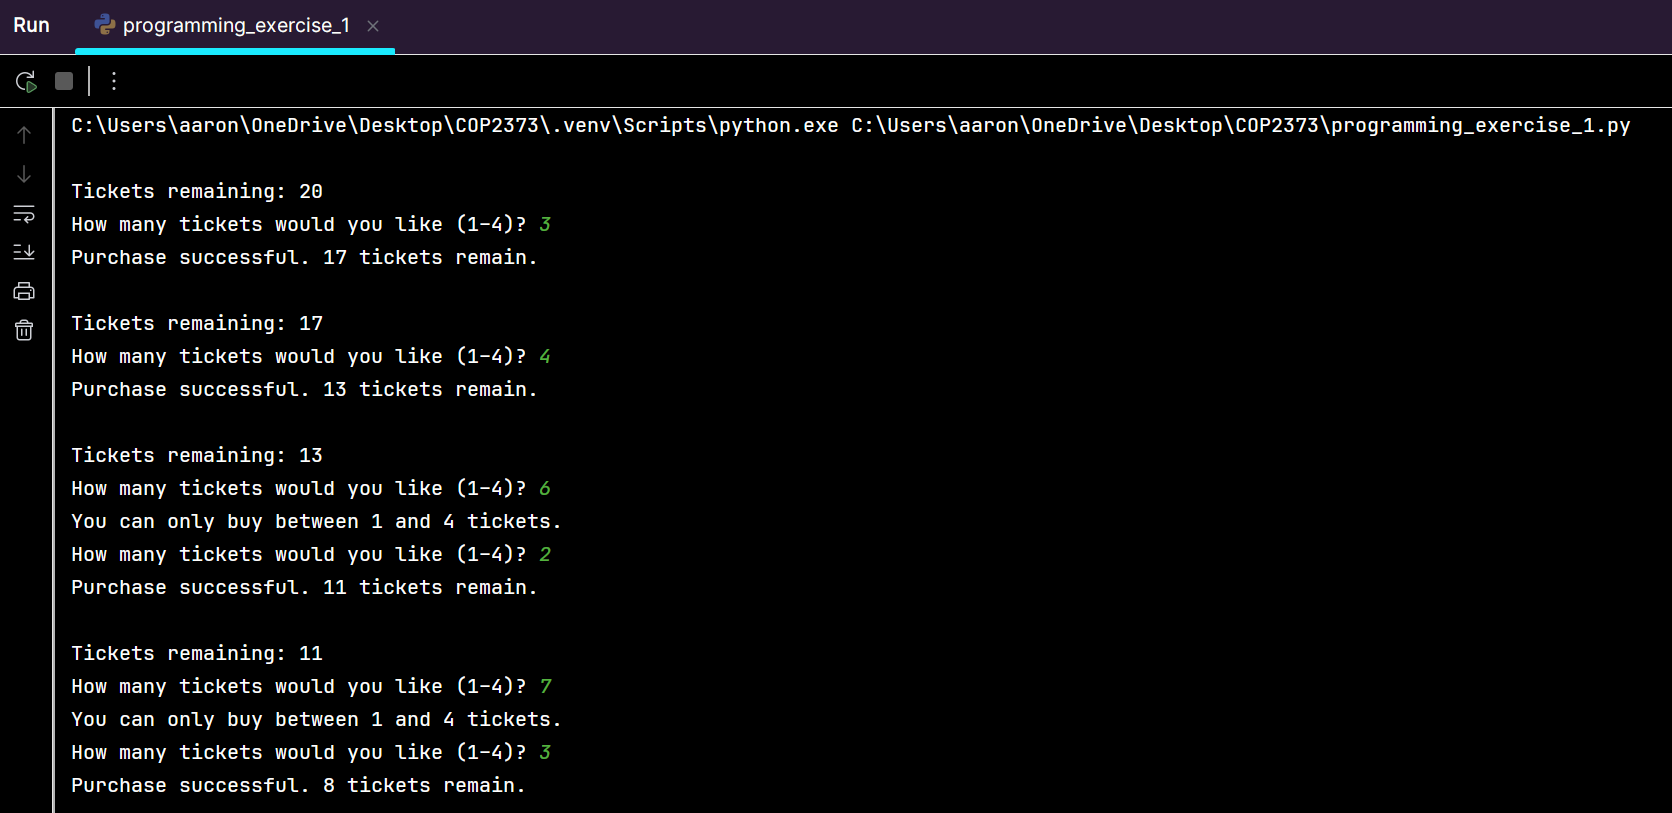 Run programming_exercise_1
C:\Users\aaron\OneDrive\Desktop\COP2373\.venv\Scripts\python.exe C:\Users\aaron\OneDrive\Desktop\COP2373\programming_exercise_1.py
Tickets remaining: 20
How many tickets would you like (1-4)? 3
Purchase successful. 17 tickets remain.
Tickets remaining: 17
How many tickets would you like (1-4)? 4
Purchase successful. 13 tickets remain.
Tickets remaining: 13
How many tickets would you like (1-4)? 6
You can only buy between 1 and 4 tickets.
How many tickets would you like (1-4)? 2
Purchase successful. 11 tickets remain.
Tickets remaining: 11
How many tickets would you like (1-4)? 7
You can only buy between 1 and 4 tickets.
How many tickets would you like (1-4)? 3
Purchase successful. 8 tickets remain.